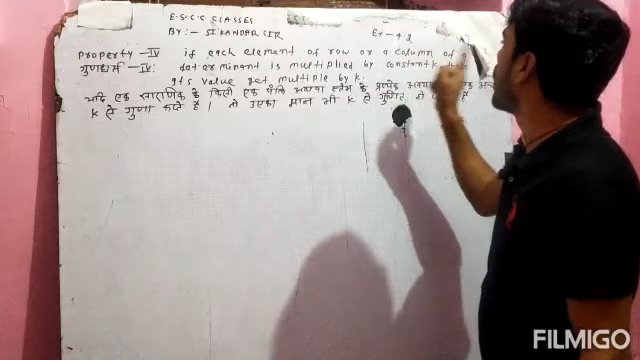 E.S.C.C CLASSES
BY:- SIKANDAR SIR
Ex-4.2
Property-IV if each element of row or a column of
गुणधर्म-IV: determinant is multiplied by constant k
its value get multiple by k.
यदि एक सारणिक के किसी एक पंक्ति अथवा स्तंभ के प्रत्येक
k से गुणा करते हैं। तो उसका मान भी k से गुणित
FILMIGO